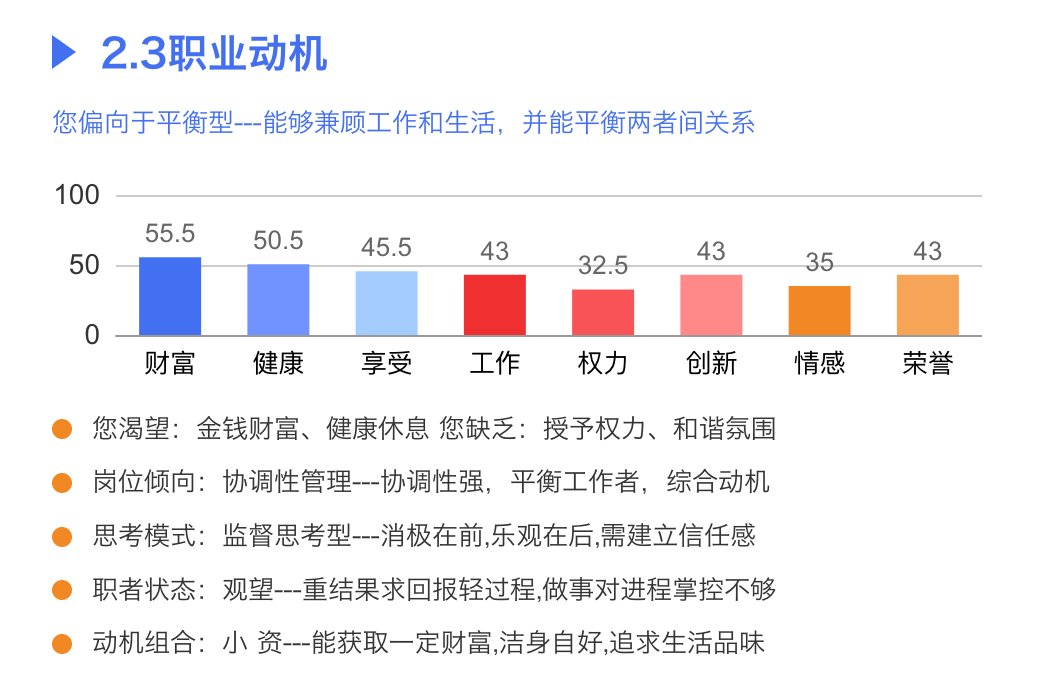 2.3职业动机
您偏向于平衡型---能够兼顾工作和生活，并能平衡两者间关系
100
55.5 50.5 45.5 43 32.5 43 35 43
50
0
财富 健康 享受 工作 权力 创新 情感 荣誉
您渴望：金钱财富、健康休息 您缺乏：授予权力、和谐氛围
岗位倾向：协调性管理---协调性强，平衡工作者，综合动机
思考模式：监督思考型---消极在前,乐观在后,需建立信任感
职者状态：观望---重结果求回报轻过程,做事对进程掌控不够
动机组合：小 资---能获取一定财富,洁身自好,追求生活品味